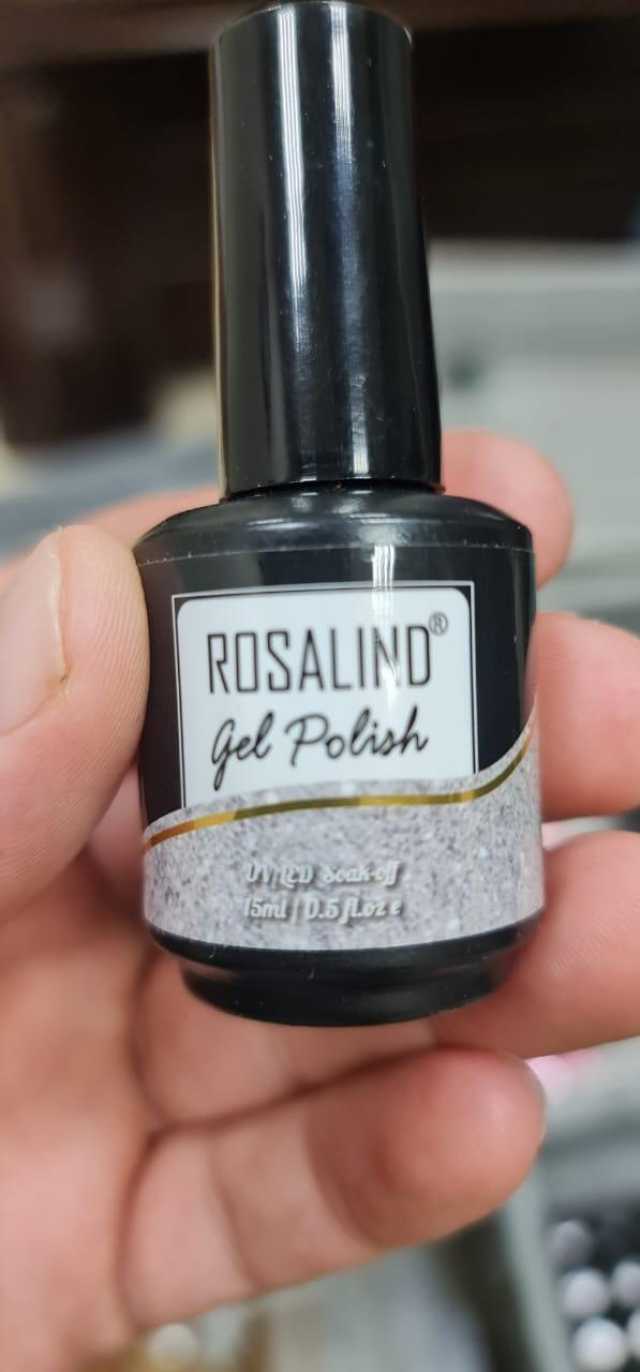 ROSALIND®
Gel Polish
UV/LED Soak-off
15ml / 0.5 fl.oz e